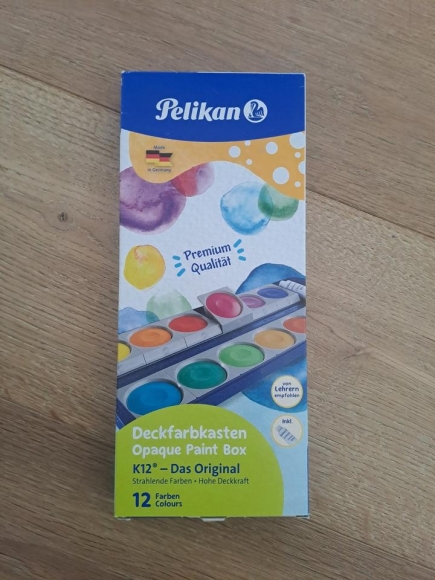 Pelikan
Made
in Germany
Premium
Qualität
von
Lehrern
empfohlen
Inkl.
Deckfarbkasten
Opaque Paint Box
K12® – Das Original
Strahlende Farben • Hohe Deckkraft
12 Farben
Colours